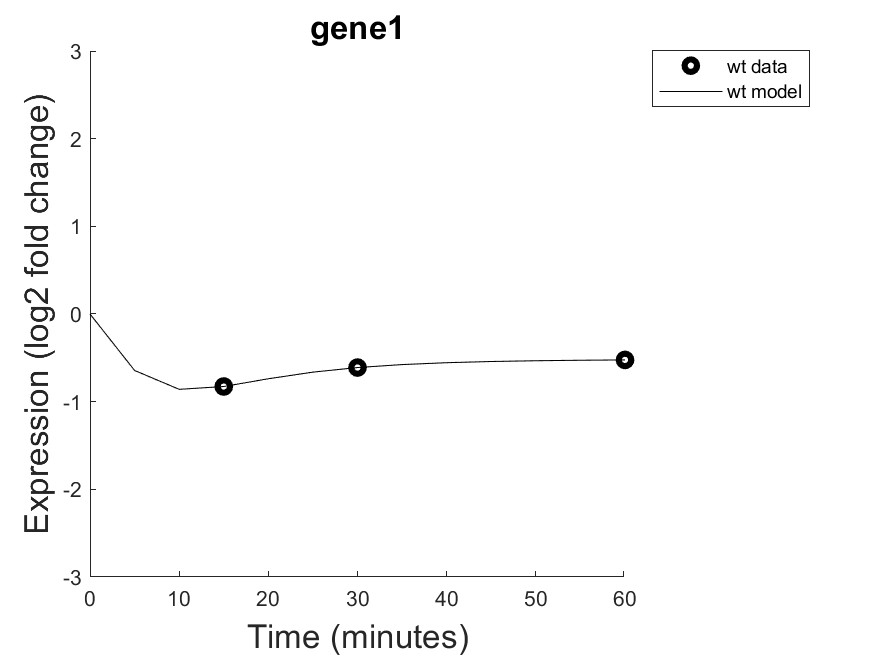 gene1
Expression (log2 fold change)
3
2
1
0
-1
-2
-3
0 10 20 30 40 50 60
Time (minutes)
wt data
wt model